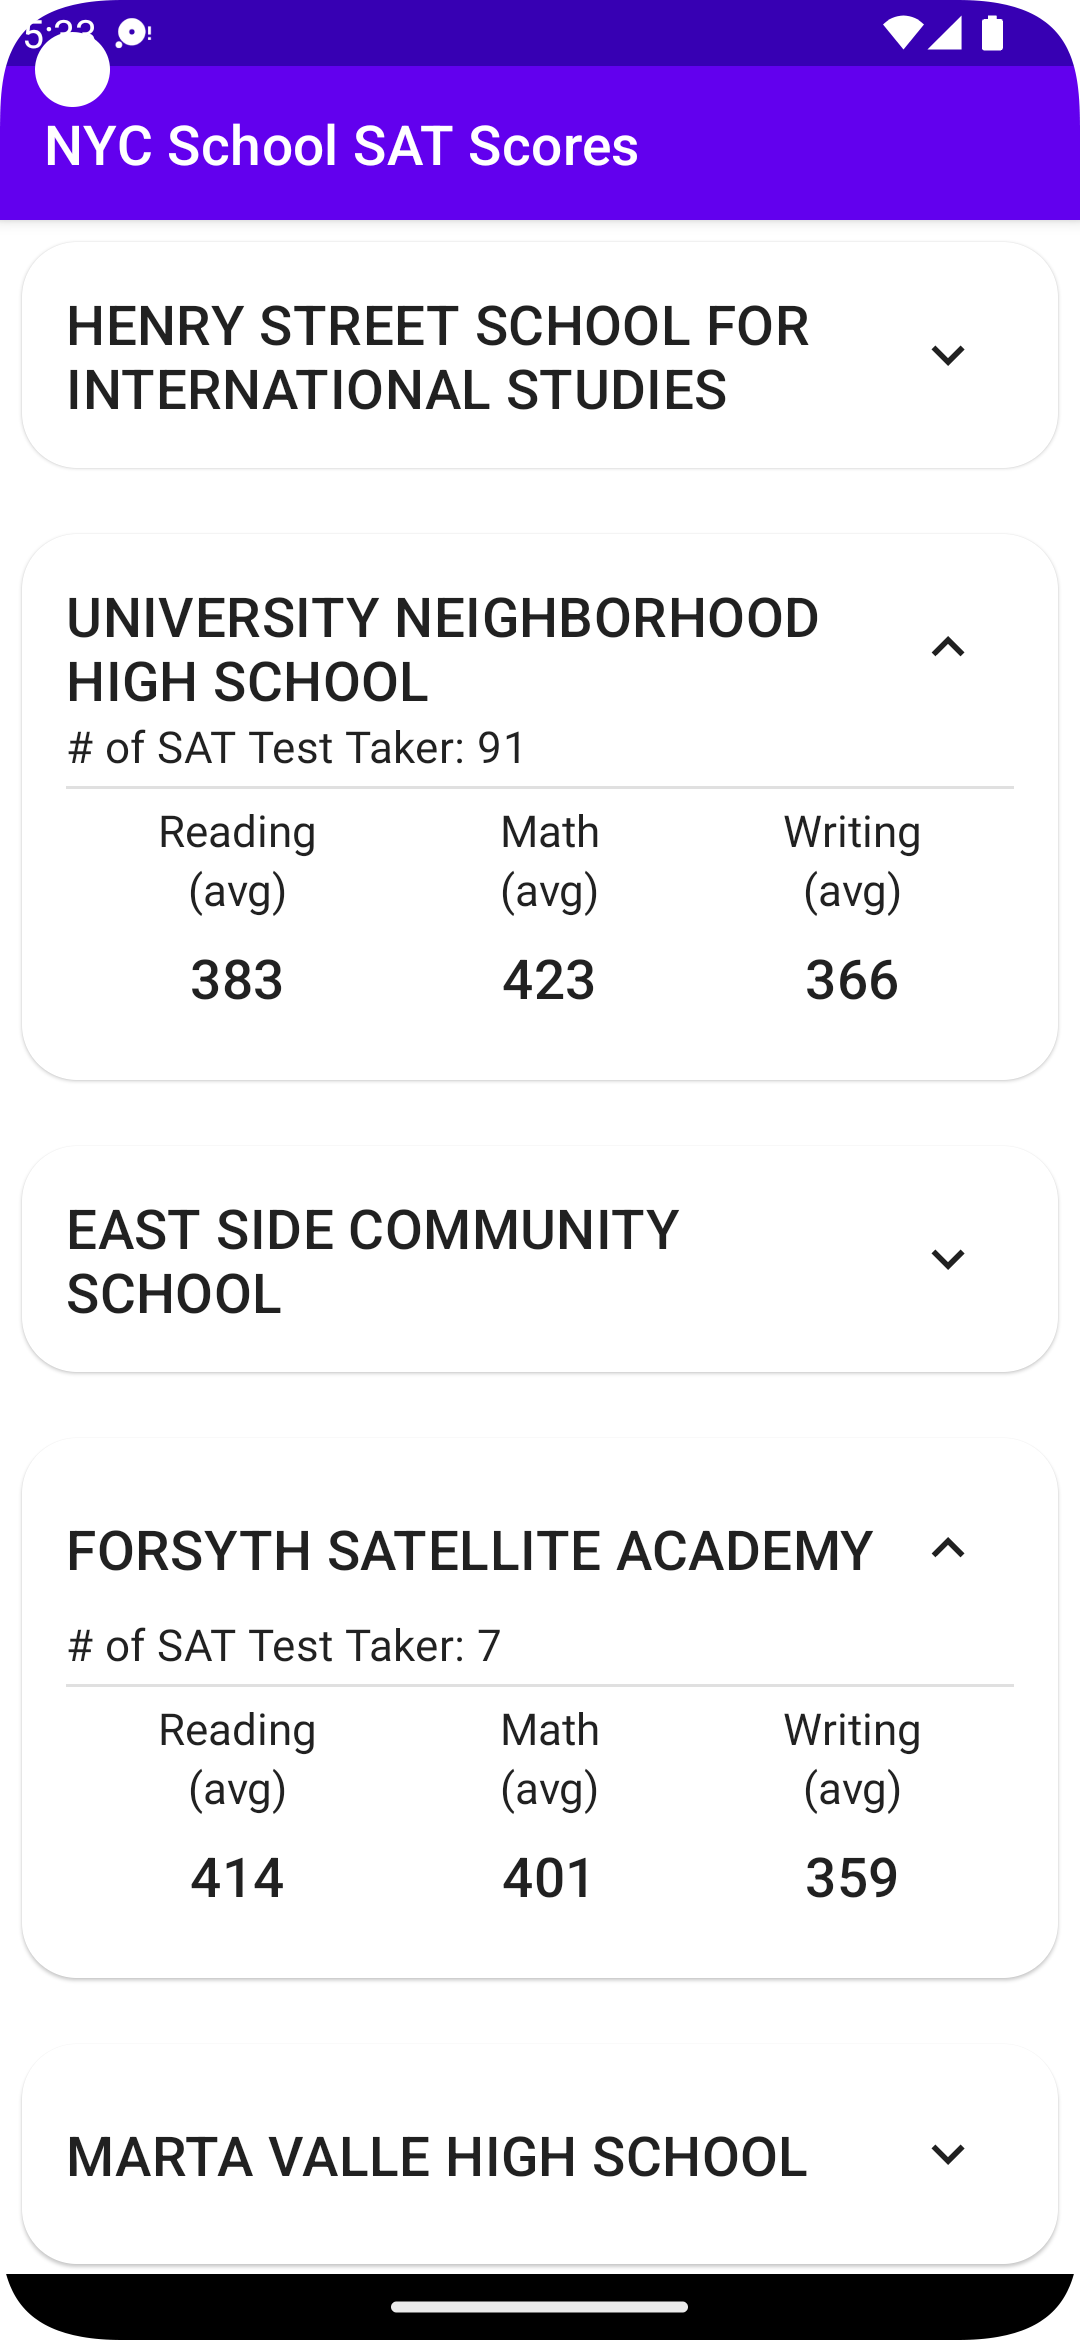 NYC School SAT Scores
HENRY STREET SCHOOL FOR
INTERNATIONAL STUDIES
UNIVERSITY NEIGHBORHOOD
HIGH SCHOOL
# of SAT Test Taker: 91
Reading Math Writing
(avg) (avg) (avg)
383 423 366
EAST SIDE COMMUNITY
SCHOOL
FORSYTH SATELLITE ACADEMY
# of SAT Test Taker: 7
Reading Math Writing
(avg) (avg) (avg)
414 401 359
MARTA VALLE HIGH SCHOOL